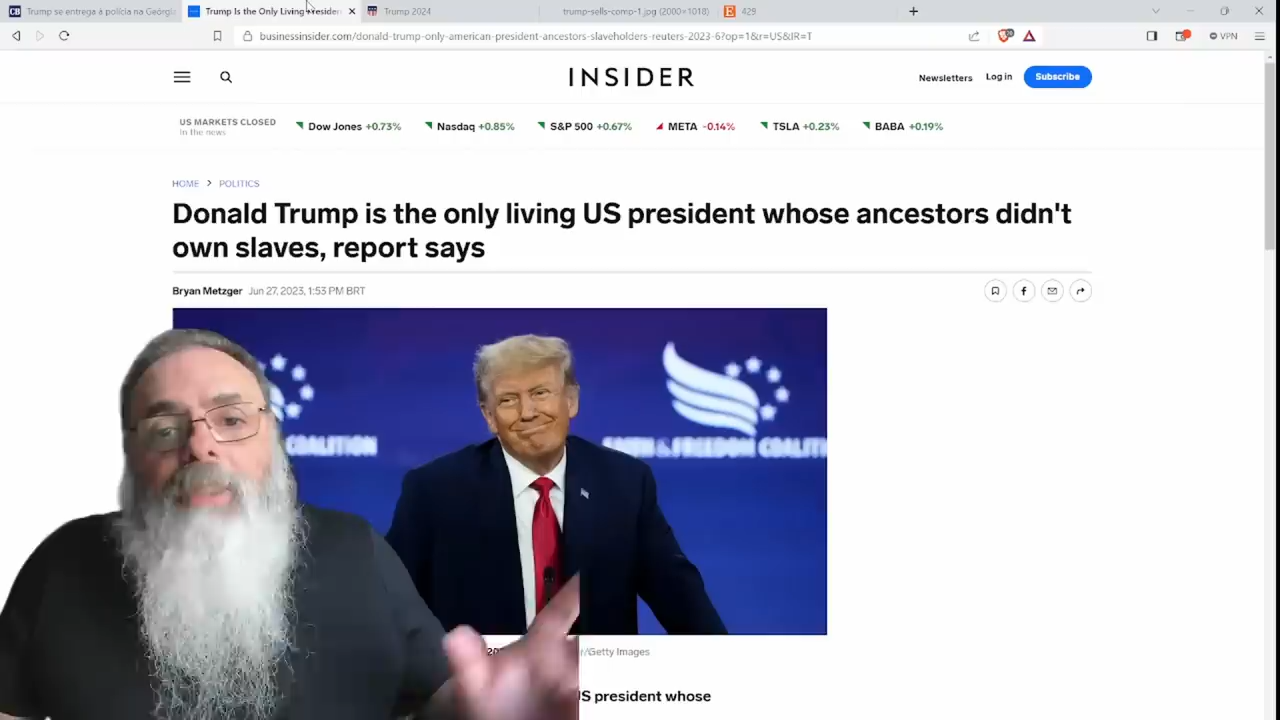 Trump se entrega à polícia na Geórgia
Trump Is the Only Living President
Trump 2024
trump-sells-comp-1.jpg (2000×1018)
429
businessinsider.com/donald-trump-only-american-president-ancestors-slaveholders-reuters-2023-6?op=1&r=US&IR=T
VPN
INSIDER
Newsletters
Log in
Subscribe
US MARKETS CLOSED
In the news
Dow Jones +0.73%
Nasdaq +0.85%
S&P 500 +0.67%
META -0.14%
TSLA +0.23%
BABA +0.19%
HOME > POLITICS
Donald Trump is the only living US president whose ancestors didn't
own slaves, report says
Bryan Metzger Jun 27, 2023, 1:53 PM BRT
COALITION
FAITH & FREEDOM COALITION
/Getty Images
US president whose